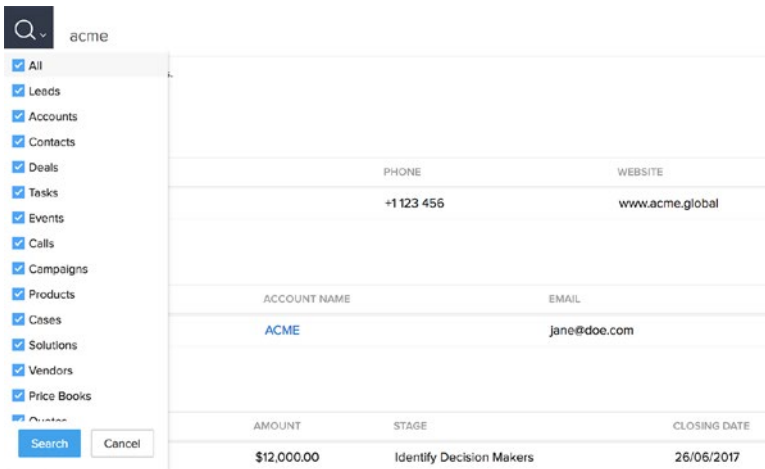 acme
All
s.
Leads
Accounts
Contacts
Deals
PHONE
WEBSITE
Tasks
+1 123 456
www.acme.global
Events
Calls
Campaigns
Products
ACCOUNT NAME
EMAIL
Cases
ACME
jane@doe.com
Solutions
Vendors
Price Books
Quotes
AMOUNT
STAGE
CLOSING DATE
Search
Cancel
$12,000.00
Identify Decision Makers
26/06/2017